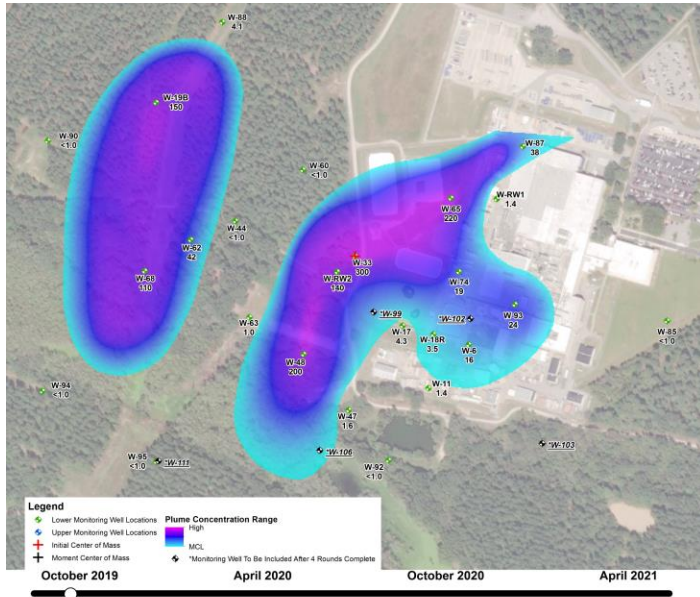 W-88
4.1
W-19B
150
W-90
<1.0
W-87
38
W-60
<1.0
W-65
220
W-RW1
1.4
W-44
<1.0
W-62
42
W-33
300
W-68
110
W-RW2
140
W-74
19
W-93
24
*W-99
*W-102
W-63
1.0
W-17
4.3
W-18R
3.5
W-6
16
W-85
<1.0
W-48
200
W-94
<1.0
W-11
1.4
W-47
1.6
*W-103
*W-106
W-95
<1.0
*W-111
W-92
<1.0
Legend
Lower Monitoring Well Locations
Upper Monitoring Well Locations
Initial Center of Mass
Moment Center of Mass
Plume Concentration Range
High
MCL
*Monitoring Well To Be Included After 4 Rounds Complete
October 2019 April 2020 October 2020 April 2021